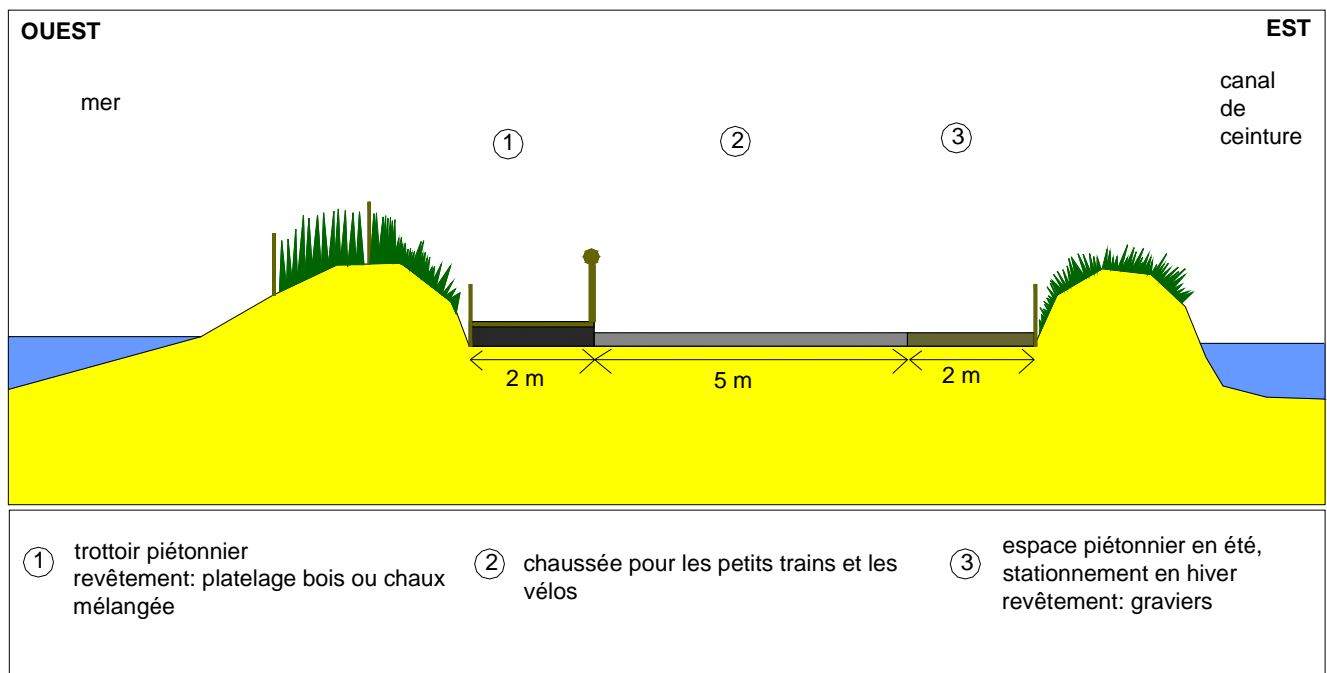 OUEST
EST
mer
canal
de
ceinture
1
2
3
2 m
5 m
2 m
1
trottoir piétonnier
revêtement: platelage bois ou chaux
mélangée
2
chaussée pour les petits trains et les
vélos
3
espace piétonnier en été,
stationnement en hiver
revêtement: graviers